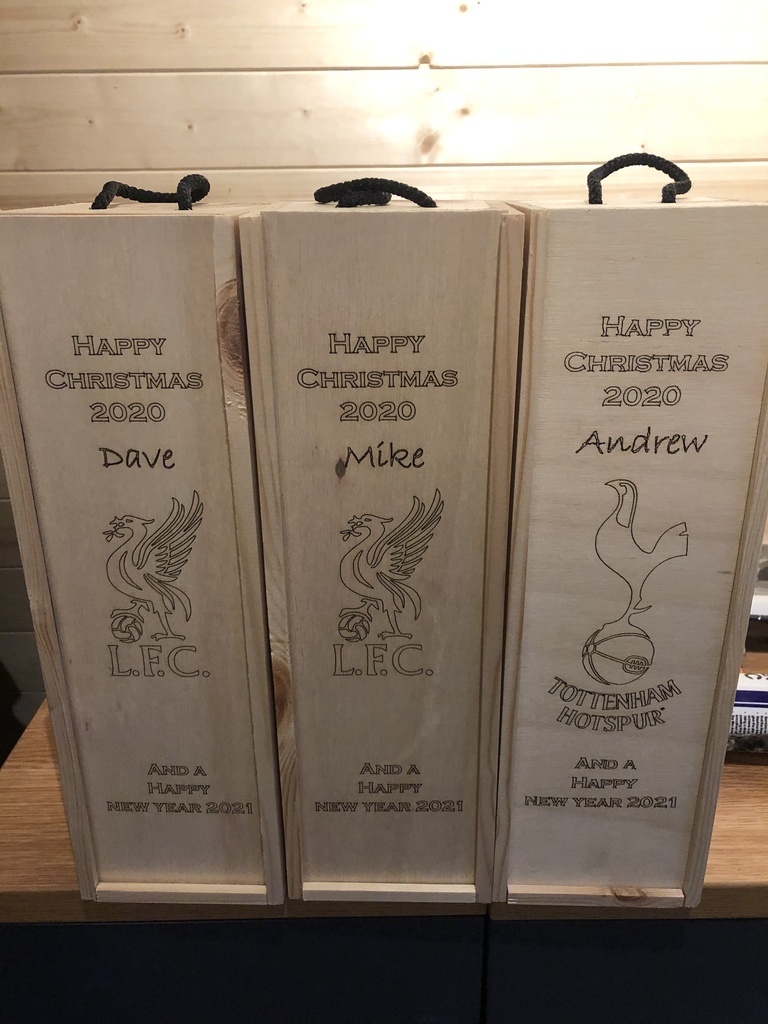 HAPPY
CHRISTMAS
2020
Dave
L.F.C.
AND A
HAPPY
NEW YEAR 2021
HAPPY
CHRISTMAS
2020
Mike
L.F.C.
AND A
HAPPY
NEW YEAR 2021
HAPPY
CHRISTMAS
2020
Andrew
TOTTENHAM
HOTSPUR
AND A
HAPPY
NEW YEAR 2021